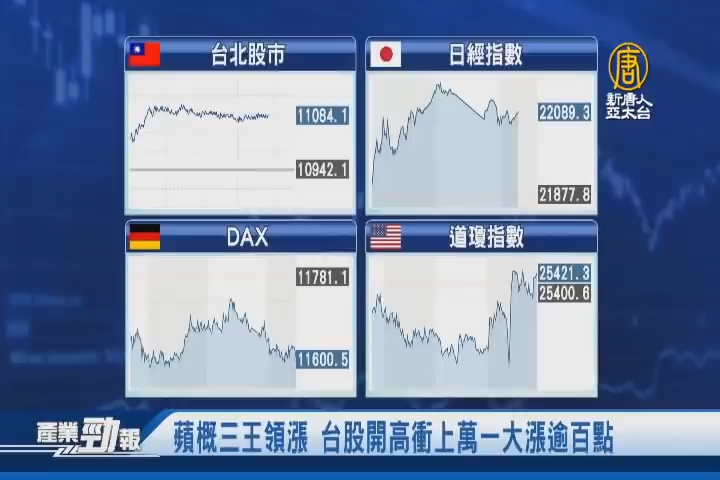 台北股市
11084.1
10942.1
日經指數
22089.3
21877.8
唐
新唐人
亞太台
DAX
11781.1
11600.5
道瓊指數
25421.3
25400.6
產業勁報
蘋概三王領漲 台股開高衝上萬一大漲逾百點